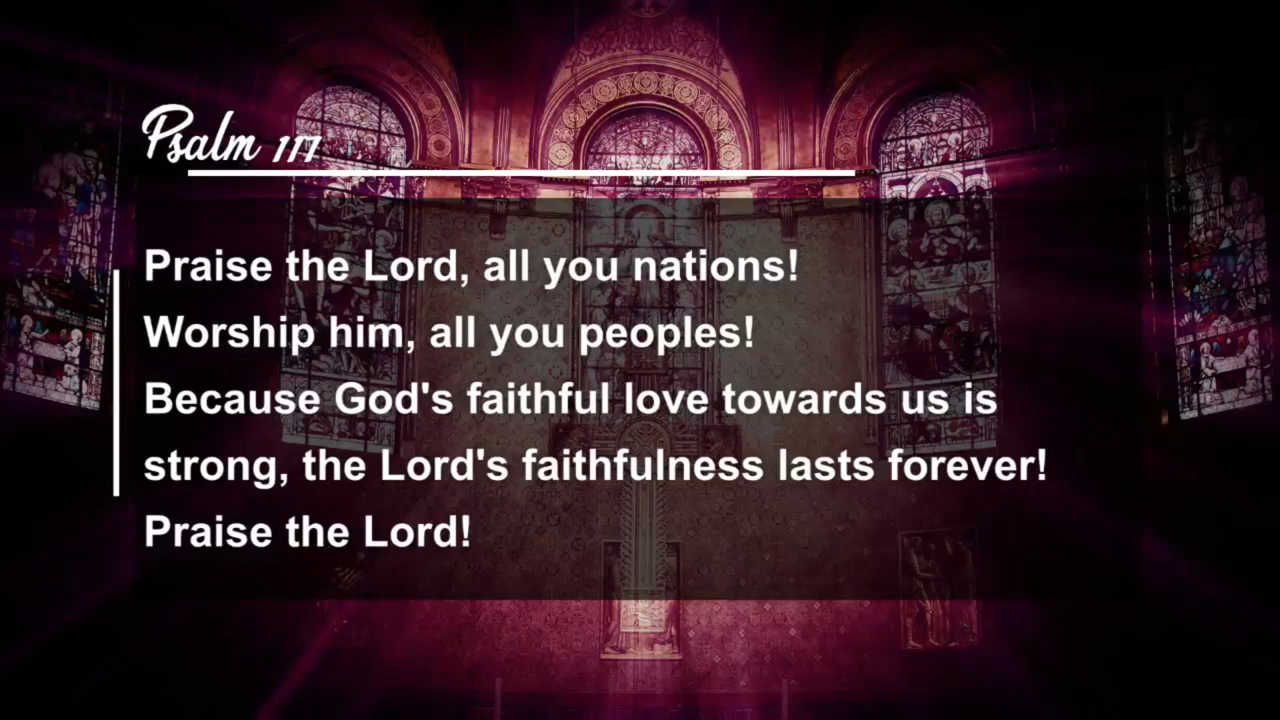 Psalm 117
Praise the Lord, all you nations!
Worship him, all you peoples!
Because God's faithful love towards us is
strong, the Lord's faithfulness lasts forever!
Praise the Lord!